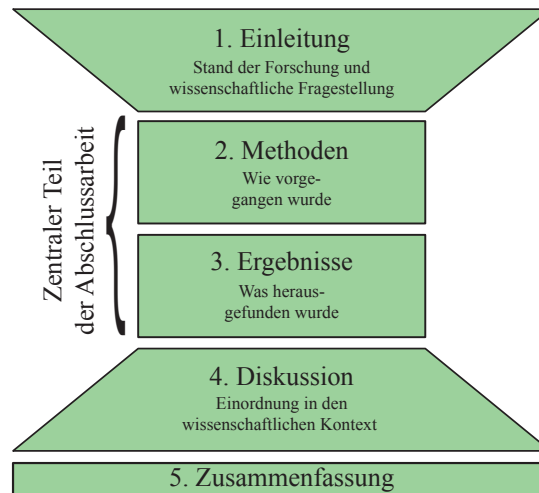 1. Einleitung
Stand der Forschung und
wissenschaftliche Fragestellung
Zentraler Teil
der Abschlussarbeit
2. Methoden
Wie vorge-
gangen wurde
3. Ergebnisse
Was heraus-
gefunden wurde
4. Diskussion
Einordnung in den
wissenschaftlichen Kontext
5. Zusammenfassung